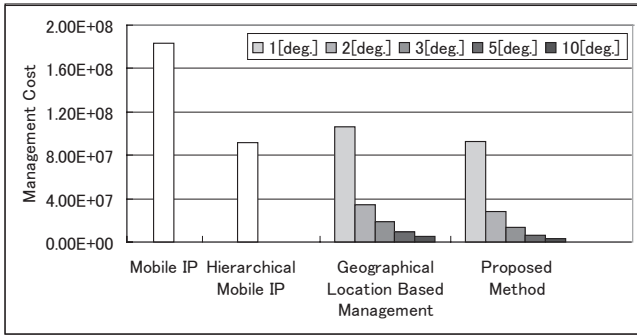 2.00E+08
1[deg.] 2[deg.] 3[deg.] 5[deg.] 10[deg.]
1.60E+08
1.20E+08
8.00E+07
4.00E+07
0.00E+00
Management Cost
Mobile IP
Hierarchical
Mobile IP
Geographical
Location Based
Management
Proposed
Method